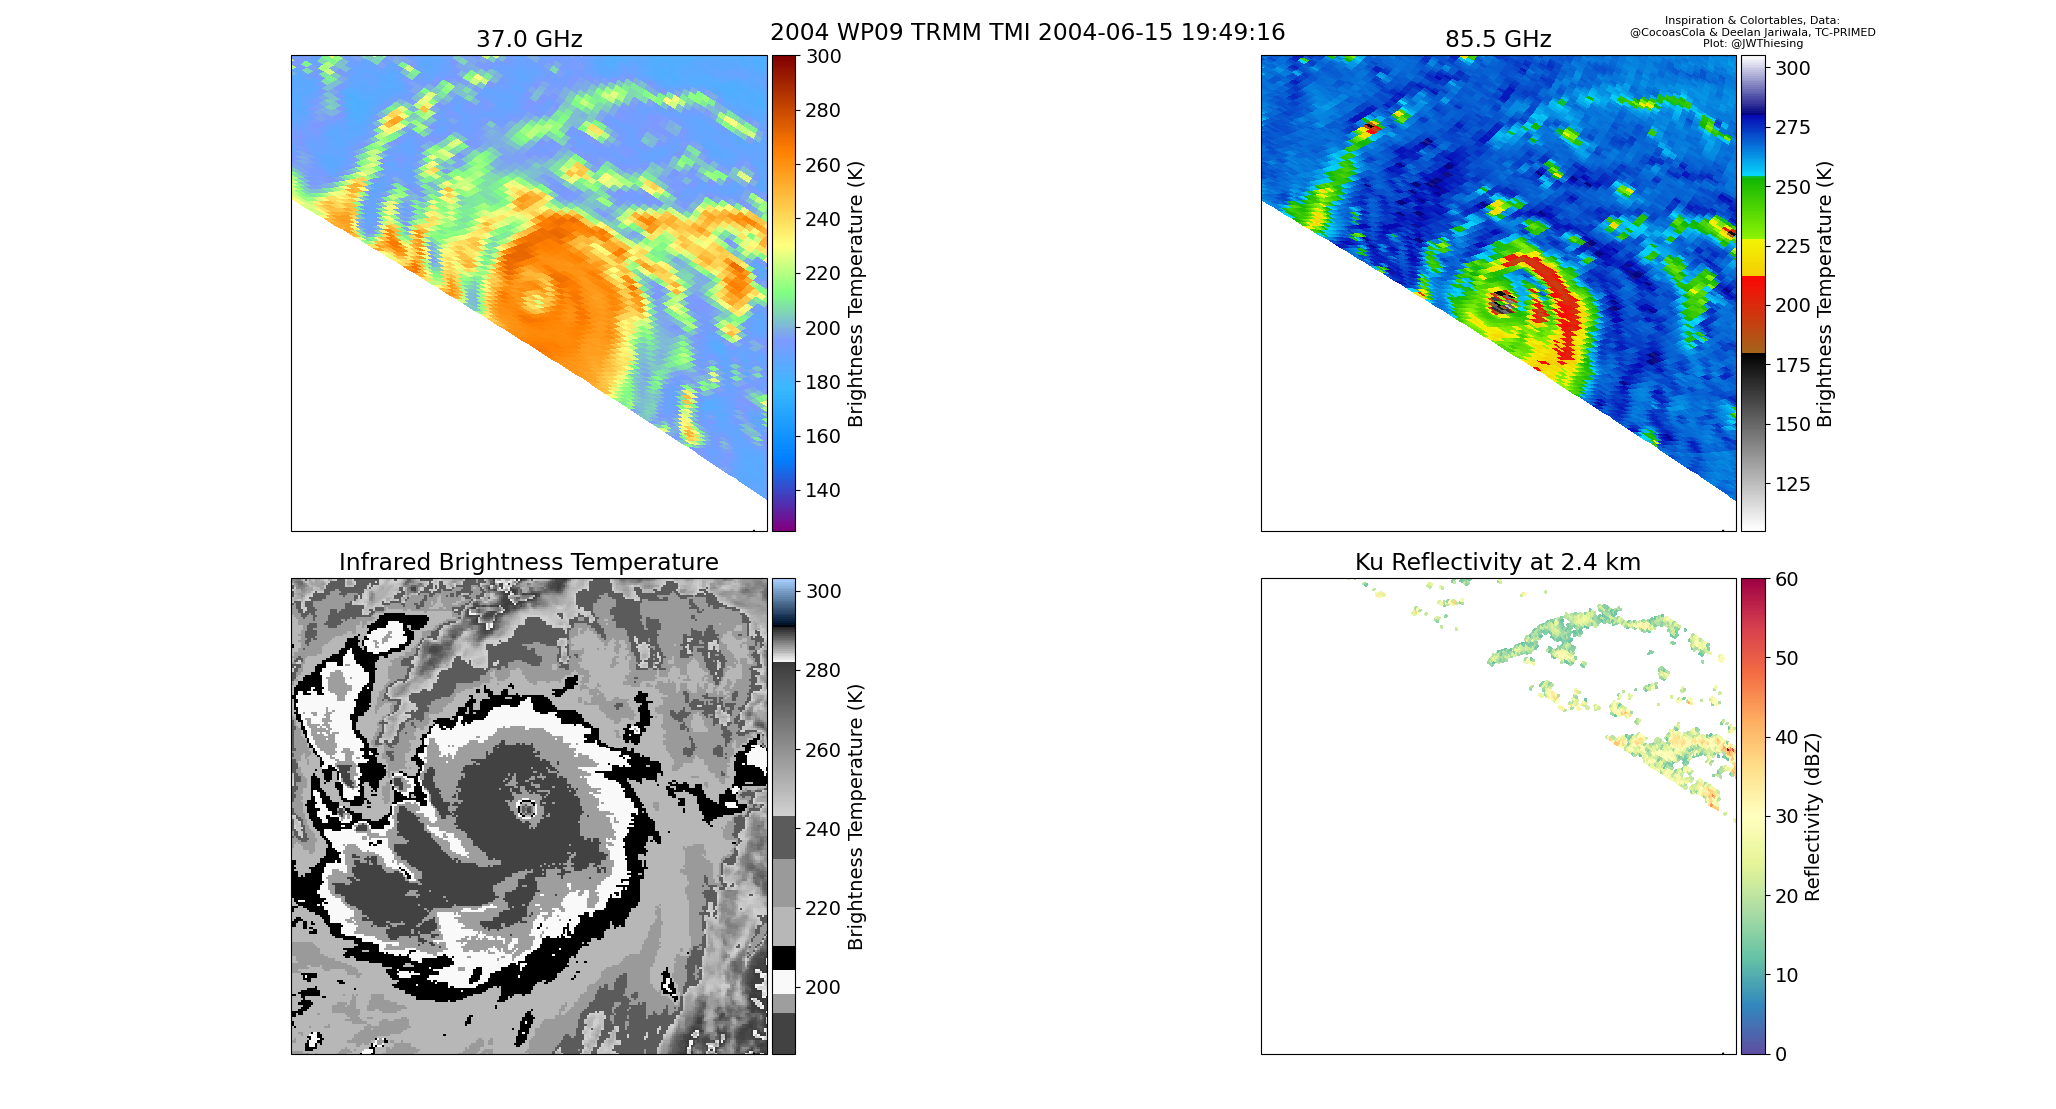 2004 WP09 TRMM TMI 2004-06-15 19:49:16
Inspiration & Colortables, Data:
@CocoasCola & Deelan Jariwala, TC-PRIMED
Plot: @JWThiesing
37.0 GHz
300
280
260
240
220
200
180
160
140
Brightness Temperature (K)
85.5 GHz
300
275
250
225
200
175
150
125
Brightness Temperature (K)
Infrared Brightness Temperature
300
280
260
240
220
200
Brightness Temperature (K)
Ku Reflectivity at 2.4 km
60
50
40
30
20
10
0
Reflectivity (dBZ)